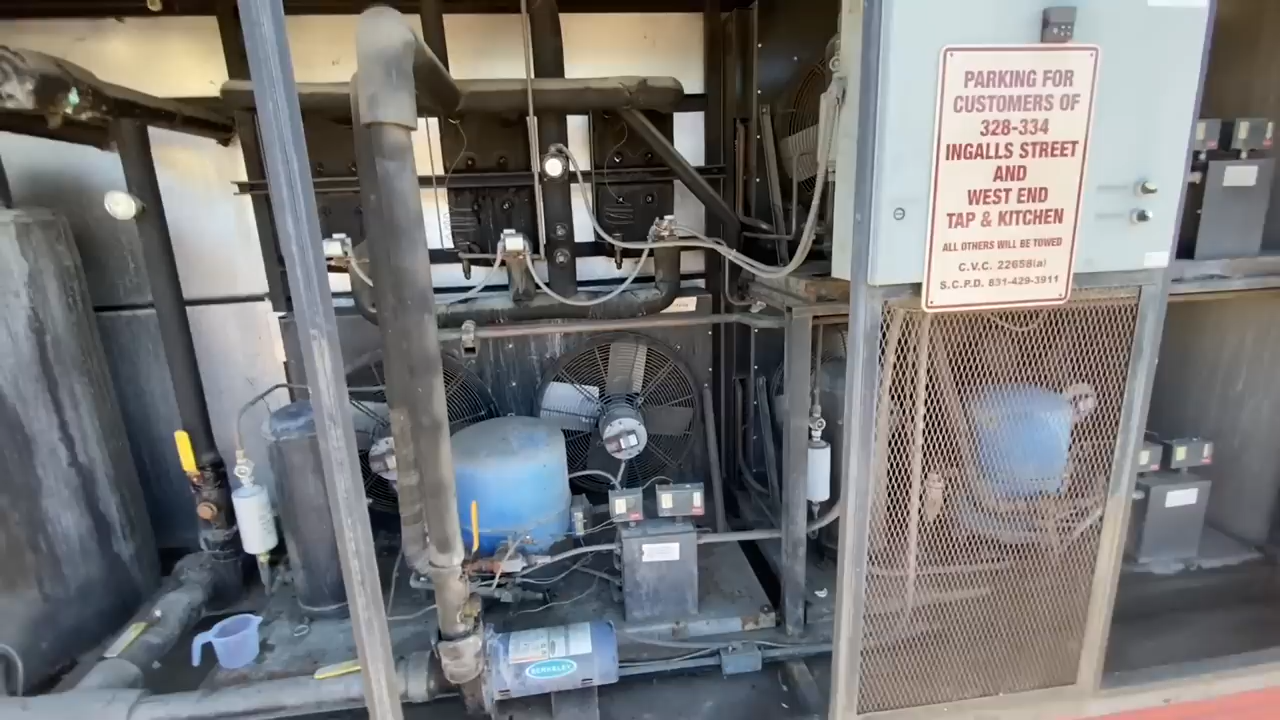 PARKING FOR
CUSTOMERS OF
328-334
INGALLS STREET
AND
WEST END
TAP & KITCHEN
ALL OTHERS WILL BE TOWED
C.V.C. 22658(a)
S.C.P.D. 831-429-3911
BERKELEY